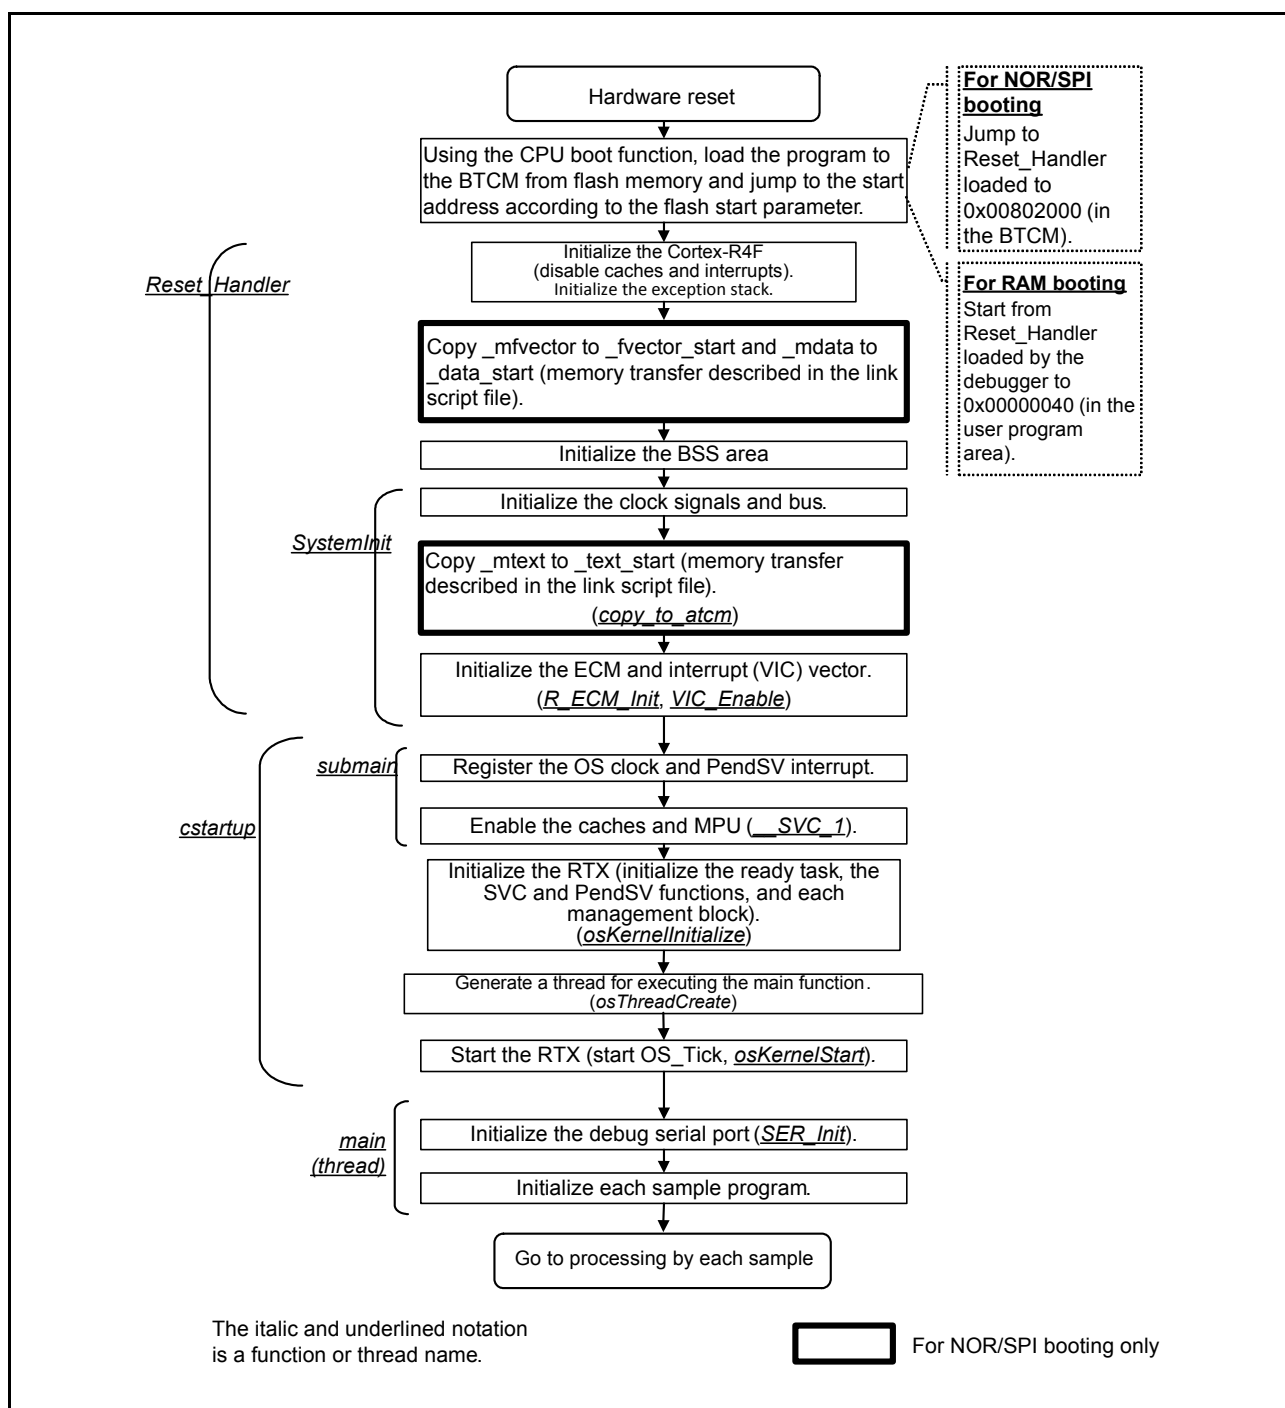 Hardware reset
Using the CPU boot function, load the program to
the BTCM from flash memory and jump to the start
address according to the flash start parameter.
For NOR/SPI
booting
Jump to
Reset_Handler
loaded to
0x00802000 (in
the BTCM).
For RAM booting
Start from
Reset_Handler
loaded by the
debugger to
0x00000040 (in the
user program
area).
Reset_Handler
Initialize the Cortex-R4F
(disable caches and interrupts).
Initialize the exception stack.
Copy _mfvector to _fvector_start and _mdata to
_data_start (memory transfer described in the link
script file).
Initialize the BSS area
SystemInit
Initialize the clock signals and bus.
Copy _mtext to _text_start (memory transfer
described in the link script file).
(copy_to_atcm)
Initialize the ECM and interrupt (VIC) vector.
(R_ECM_Init, VIC_Enable)
cstartup
submain
Register the OS clock and PendSV interrupt.
Enable the caches and MPU (__SVC_1).
Initialize the RTX (initialize the ready task, the
SVC and PendSV functions, and each
management block).
(osKernelInitialize)
Generate a thread for executing the main function.
(osThreadCreate)
Start the RTX (start OS_Tick, osKernelStart).
main
(thread)
Initialize the debug serial port (SER_Init).
Initialize each sample program.
Go to processing by each sample
The italic and underlined notation
is a function or thread name.
For NOR/SPI booting only